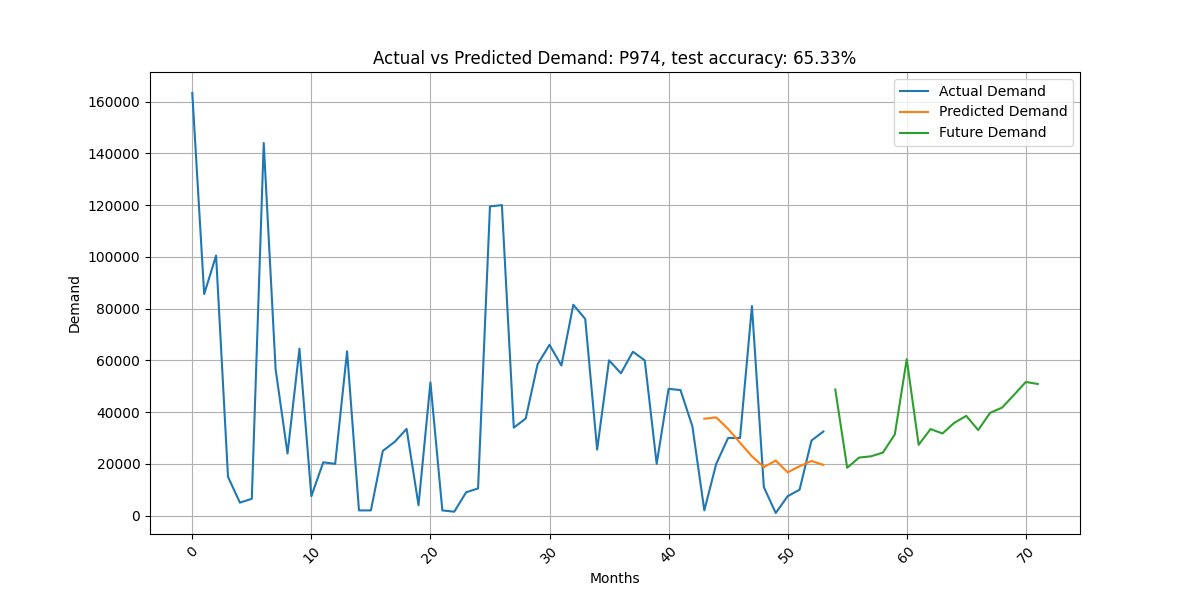 Actual vs Predicted Demand: P974, test accuracy: 65.33%
Actual Demand
Predicted Demand
Future Demand
160000
140000
120000
100000
80000
60000
40000
20000
0
Demand
0 10 20 30 40 50 60 70
Months